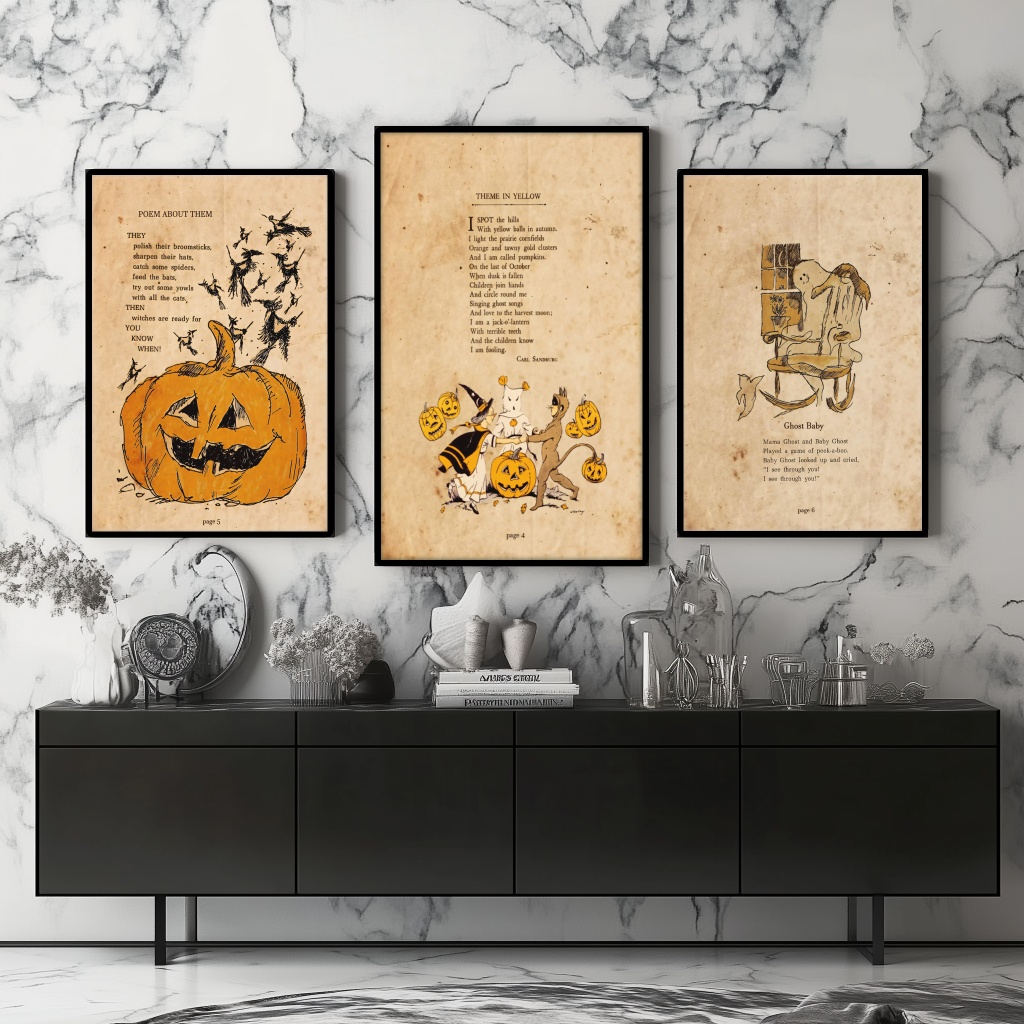 POEM ABOUT THEM
THEY
polish their broomsticks,
sharpen their hats,
catch some spiders,
feed the bats,
try out some yowls
with all the cats,
THEN
witches are ready for
YOU
KNOW
WHEN!
page 5
THEME IN YELLOW
I SPOT the hills
With yellow balls in autumn.
I light the prairie cornfields
Orange and tawny gold clusters
And I am called pumpkins.
On the last of October
When dusk is fallen
Children join hands
And circle round me
Singing ghost songs
And love to the harvest moon;
I am a jack-o'-lantern
With terrible teeth
And the children know
I am fooling.
CARL SANDBURG
page 4
Ghost Baby
Mama Ghost and Baby Ghost
Played a game of peek-a-boo.
Baby Ghost looked up and cried,
"I see through you!
I see through you!"
page 6